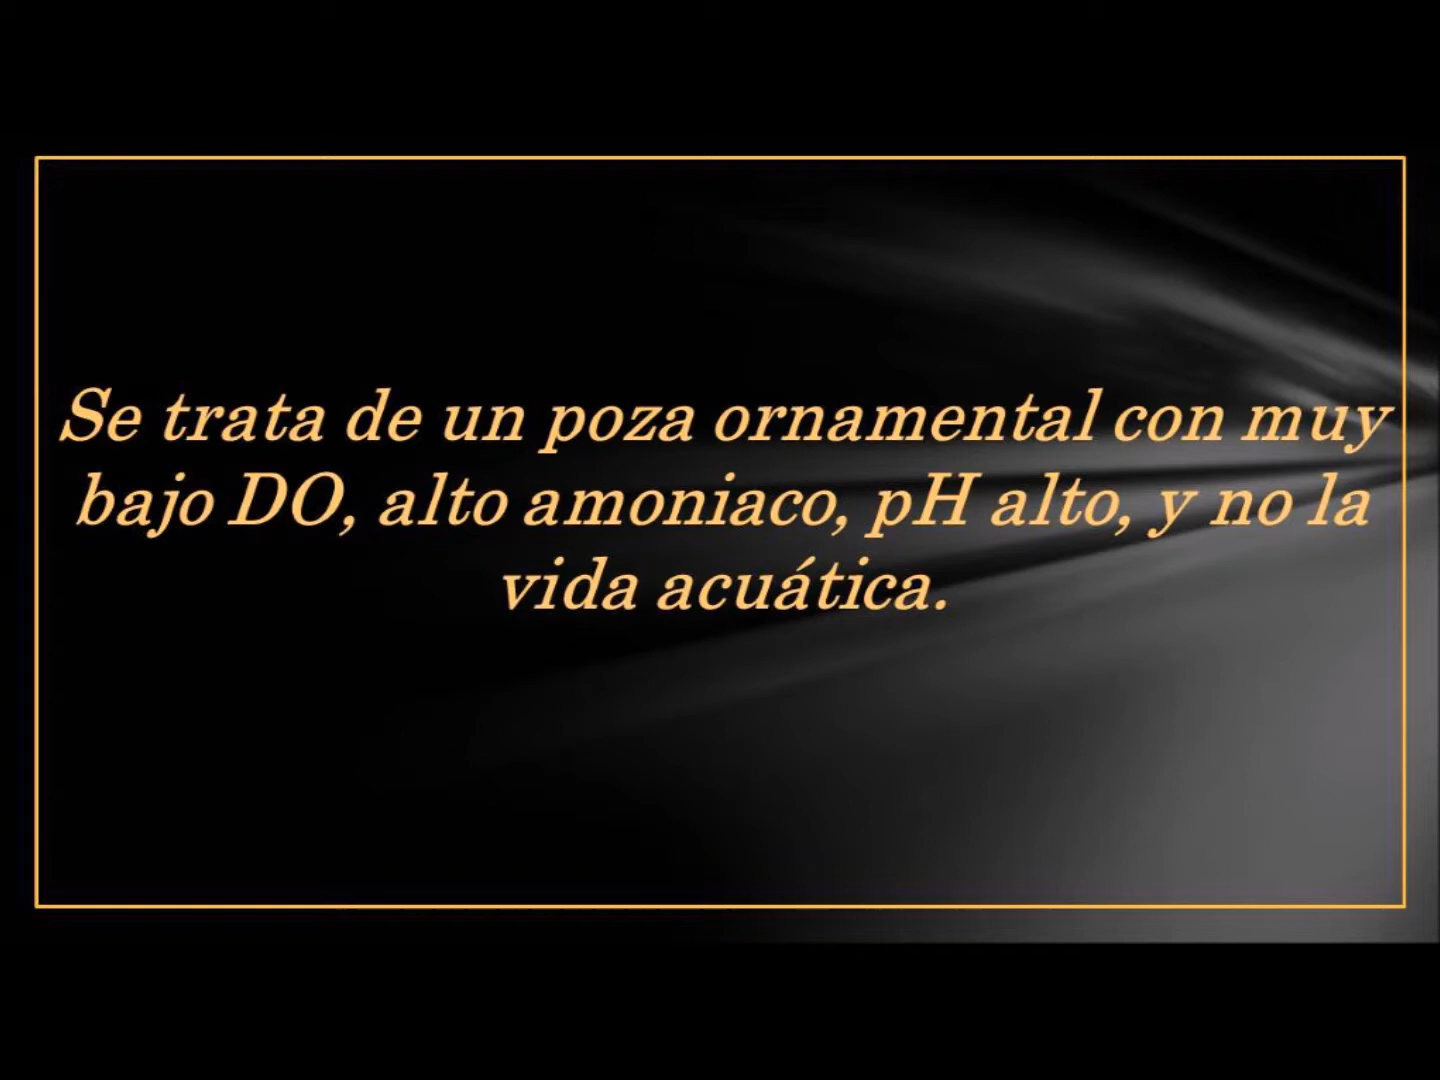 Se trata de un poza ornamental con muy
bajo DO, alto amoniaco, pH alto, y no la
vida acuática.